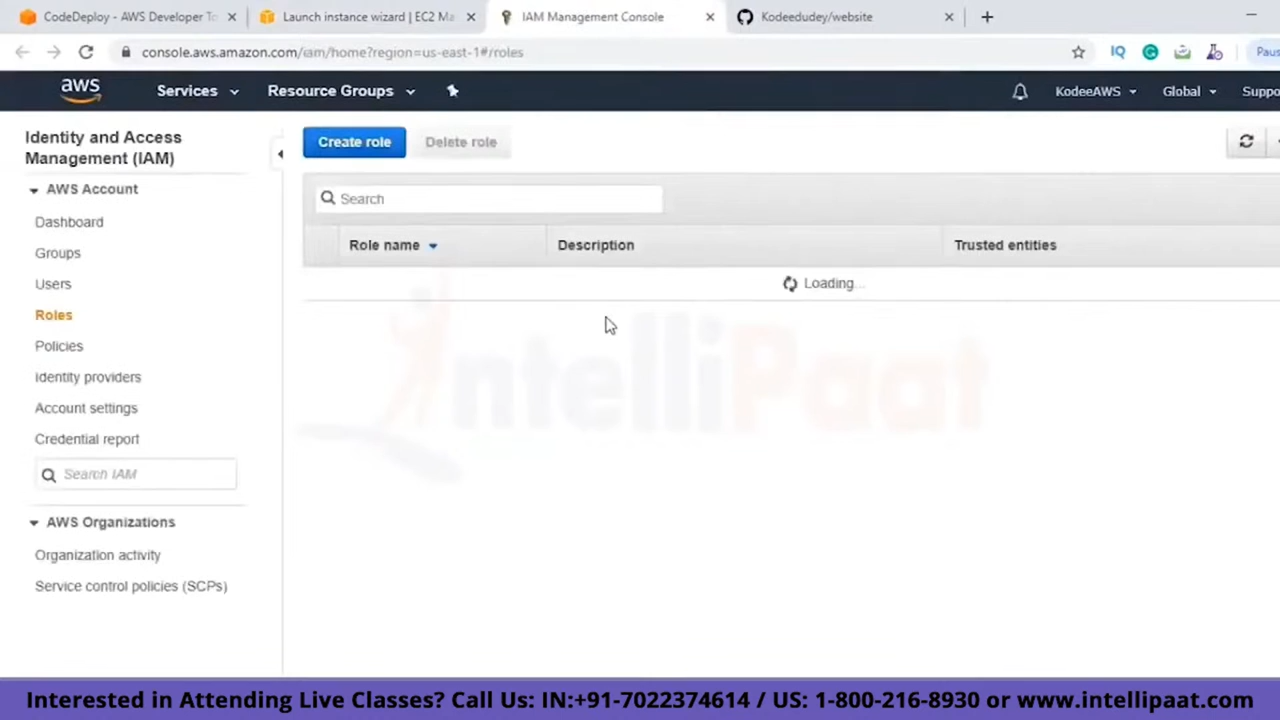 CodeDeploy - AWS Developer To
Launch instance wizard | EC2 Ma
IAM Management Console
Kodeedudey/website
console.aws.amazon.com/iam/home?region=us-east-1#/roles
IQ
Paus
aws
Services
Resource Groups
KodeeAWS
Global
Suppo
Identity and Access
Management (IAM)
AWS Account
Dashboard
Groups
Users
Roles
Policies
Identity providers
Account settings
Credential report
Search IAM
AWS Organizations
Organization activity
Service control policies (SCPs)
Create role
Delete role
Search
Role name
Description
Trusted entities
Loading...
IntelliPaat
Interested in Attending Live Classes? Call Us: IN:+91-7022374614 / US: 1-800-216-8930 or www.intellipaat.com